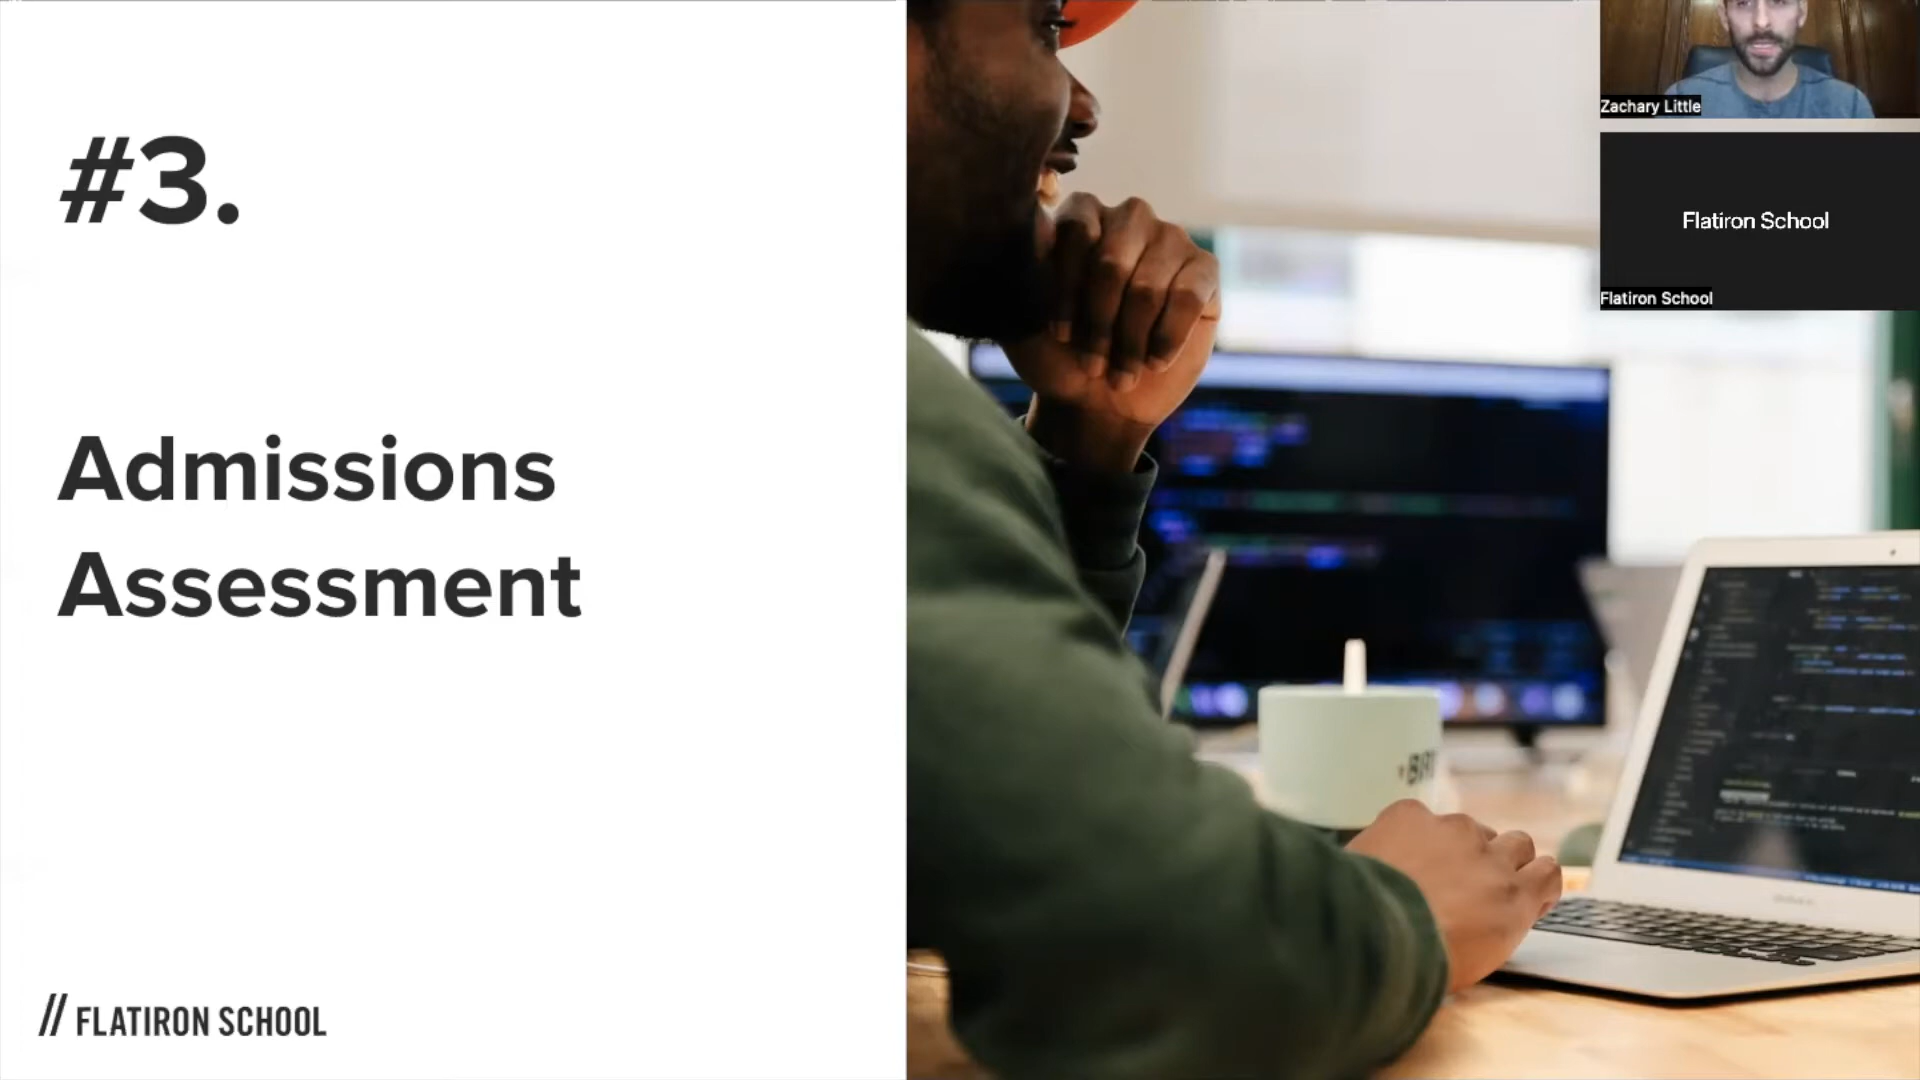 #3.
Admissions
Assessment
// FLATIRON SCHOOL
Zachary Little
Flatiron School
Flatiron School